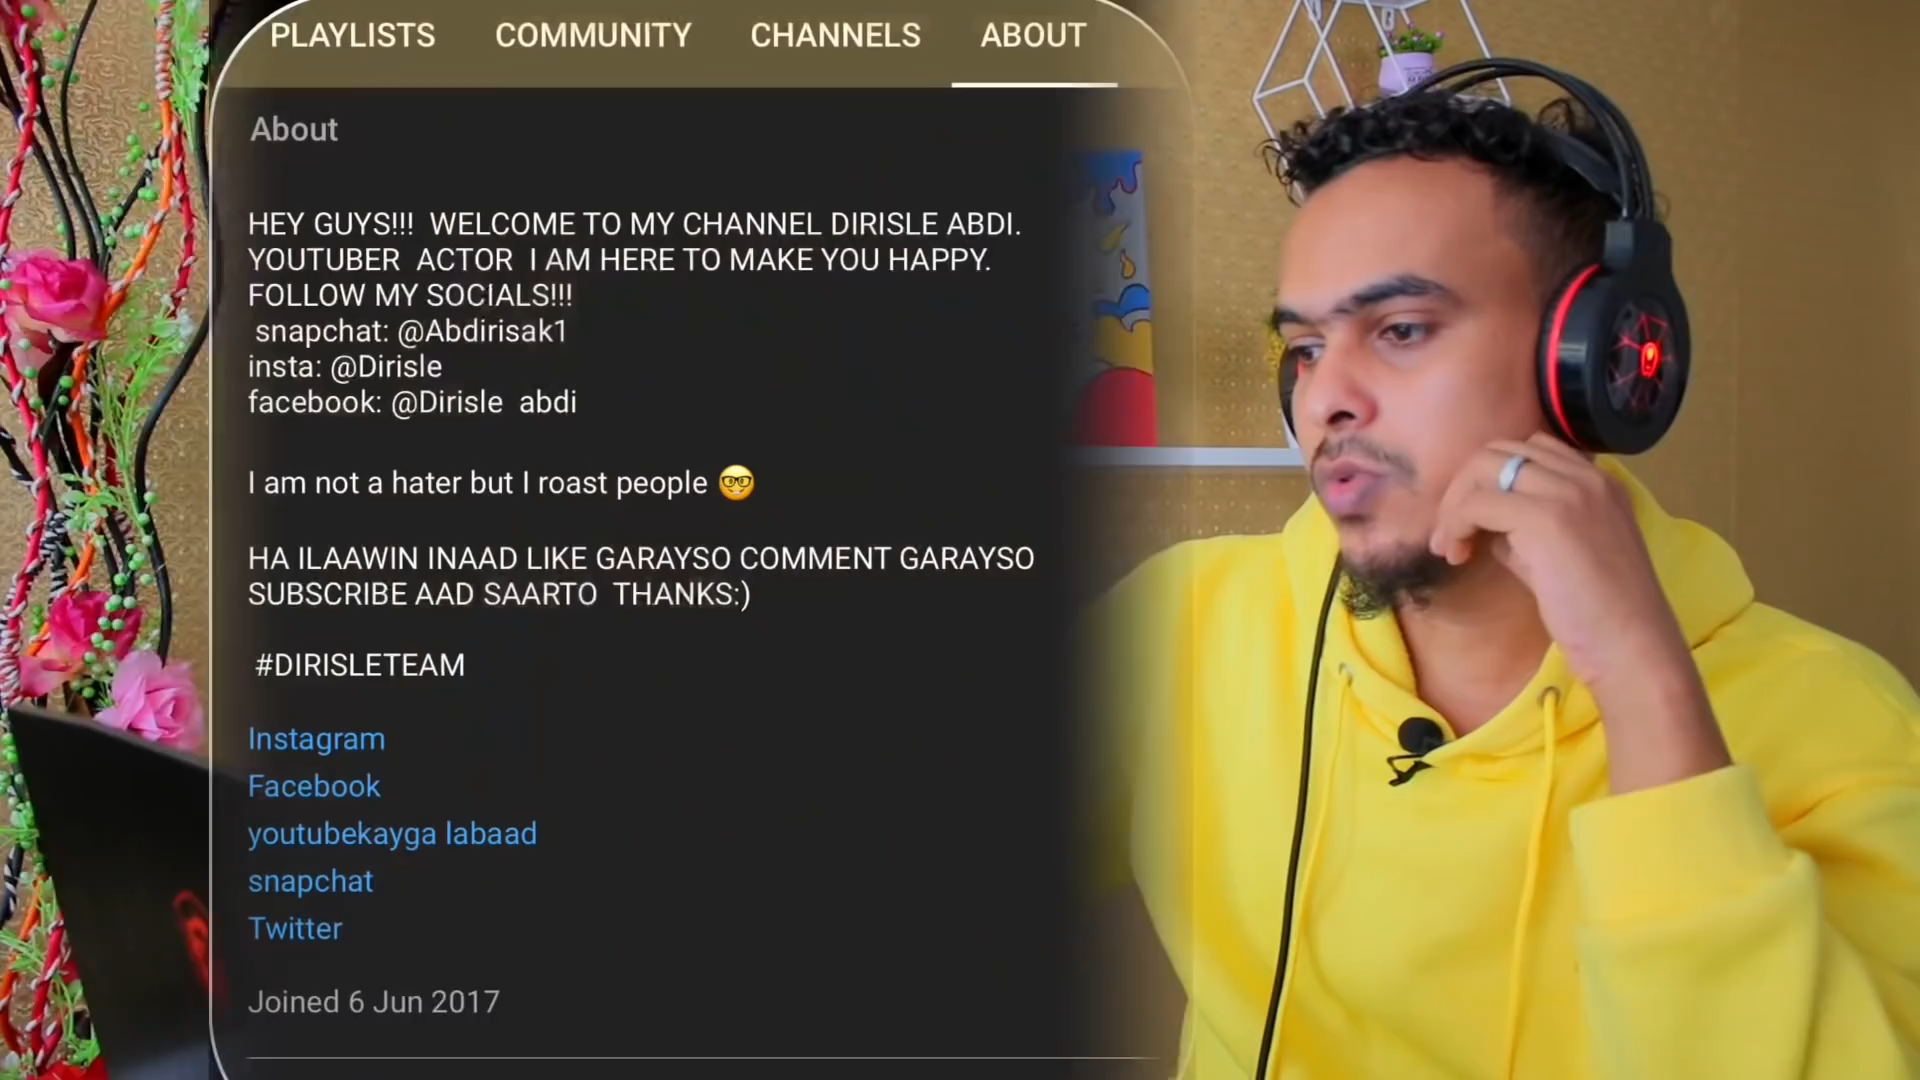 PLAYLISTS COMMUNITY CHANNELS ABOUT
About
HEY GUYS!!! WELCOME TO MY CHANNEL DIRISLE ABDI.
YOUTUBER ACTOR I AM HERE TO MAKE YOU HAPPY.
FOLLOW MY SOCIALS!!!
snapchat: @Abdirisak1
insta: @Dirisle
facebook: @Dirisle abdi
I am not a hater but I roast people 🤓
HA ILAAWIN INAAD LIKE GARAYSO COMMENT GARAYSO
SUBSCRIBE AAD SAARTO THANKS:)
#DIRISLETEAM
Instagram
Facebook
youtubekayga labaad
snapchat
Twitter
Joined 6 Jun 2017